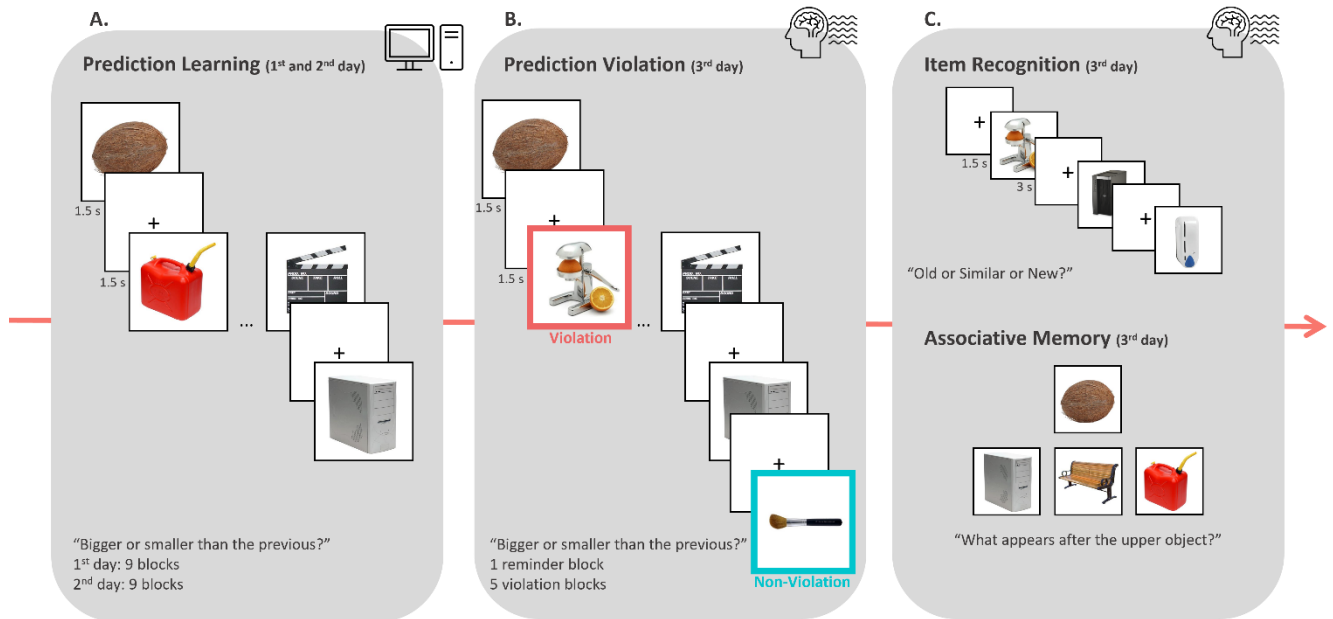 A.
Prediction Learning (1st and 2nd day)
1.5 s
+
1.5 s
...
+
"Bigger or smaller than the previous?"
1st day: 9 blocks
2nd day: 9 blocks
B.
Prediction Violation (3rd day)
1.5 s
+
1.5 s
Violation
...
+
+
Non-Violation
"Bigger or smaller than the previous?"
1 reminder block
5 violation blocks
C.
Item Recognition (3rd day)
+
1.5 s
3 s
+
+
"Old or Similar or New?"
Associative Memory (3rd day)
"What appears after the upper object?"